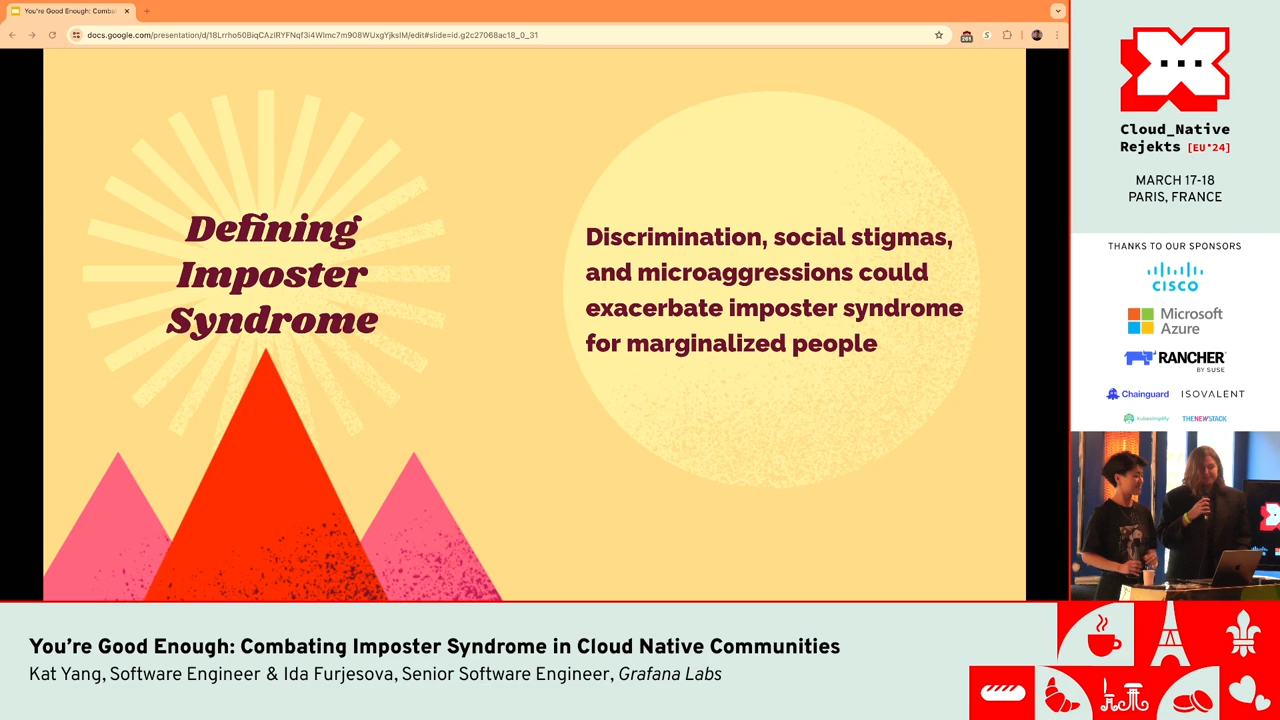 You're Good Enough: Comba
docs.google.com/presentation/d/18Lrrho50BiqCAzIRYFNqf3i4Wlmc7m908WUxgYjksIM/edit#slide=id.g2c27068ac18_0_31
261
S
Defining
Imposter
Syndrome
Discrimination, social stigmas,
and microaggressions could
exacerbate imposter syndrome
for marginalized people
Cloud_Native
Rejekts [EU'24]
MARCH 17-18
PARIS, FRANCE
THANKS TO OUR SPONSORS
CISCO
Microsoft
Azure
RANCHER
BY SUSE
Chainguard
ISOVALENT
kubesimplify
THENEWSTACK
You're Good Enough: Combating Imposter Syndrome in Cloud Native Communities
Kat Yang, Software Engineer & Ida Furjesova, Senior Software Engineer, Grafana Labs